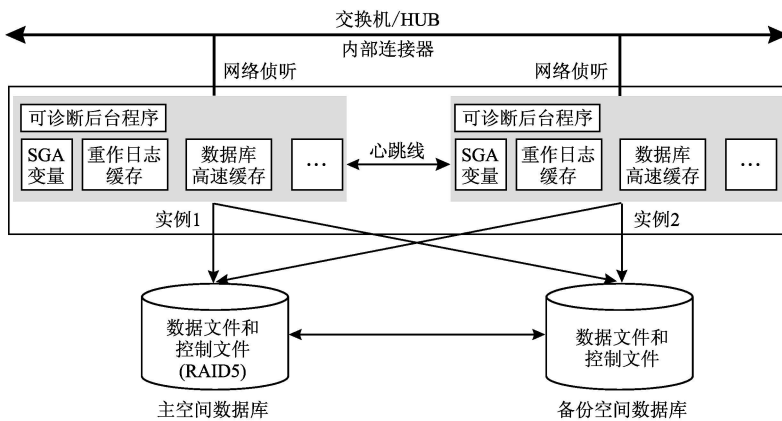 交换机/HUB
内部连接器
网络侦听
网络侦听
可诊断后台程序
SGA
变量
重作日志
缓存
数据库
高速缓存
…
心跳线
可诊断后台程序
SGA
变量
重作日志
缓存
数据库
高速缓存
…
实例1
实例2
数据文件和
控制文件
(RAID5)
数据文件和
控制文件
主空间数据库
备份空间数据库